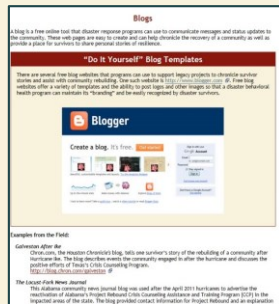 Blogs
A blog is a free online tool that disaster response programs can use to communicate messages and status updates to
the community. These web pages are easy to create and can help chronicle the recovery of a community as well as
provide a place for survivors to share personal stories of resilience.
"Do It Yourself" Blog Templates
There are several free blog websites that programs can use to support legacy projects to chronicle survivor
stories and assist with community rebuilding. One such website is http://www.blogger.com. Free blog
websites offer a variety of templates and the ability to post logos and other images so that a disaster behavioral
health program can maintain its "branding" and be easily recognized by disaster survivors.
Blogger
Create a blog. It's free.
Examples from the Field:
Galveston After Ike
Chron.com, the Houston Chronicle's blog, tells one survivor's story of the rebuilding of a community after
Hurricane Ike. The blog describes events the community engaged in after the hurricane and discusses the
positive efforts of Texas's Crisis Counseling Program.
http://blog.chron.com/galveston
The Locust-Fork News Journal
This Alabama community news journal blog was used after the April 2011 hurricanes to advertise the
reactivation of Alabama's Project Rebound Crisis Counseling Assistance and Training Program (CCP) in the
impacted areas of the state. The blog provided contact information for Project Rebound and an explanation